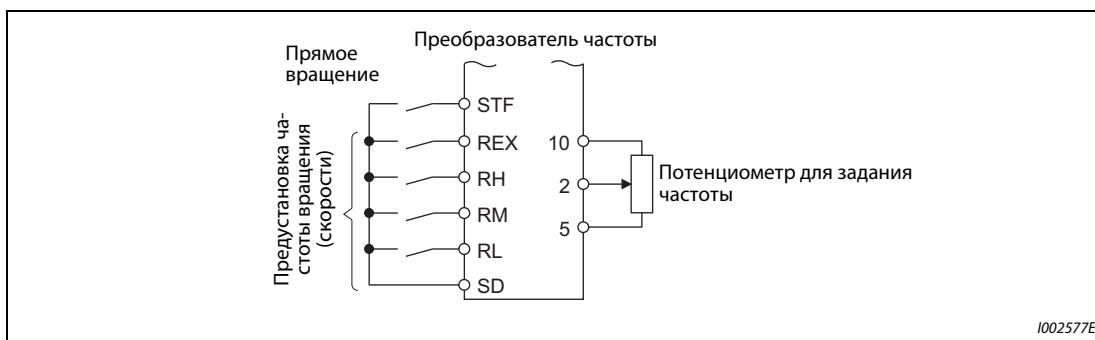 Преобразователь частоты
Прямое
вращение
Предустановка ча-
стоты вращения
(скорости)
STF
REX
RH
RM
RL
SD
10
2
5
Потенциометр для задания
частоты
I002577E